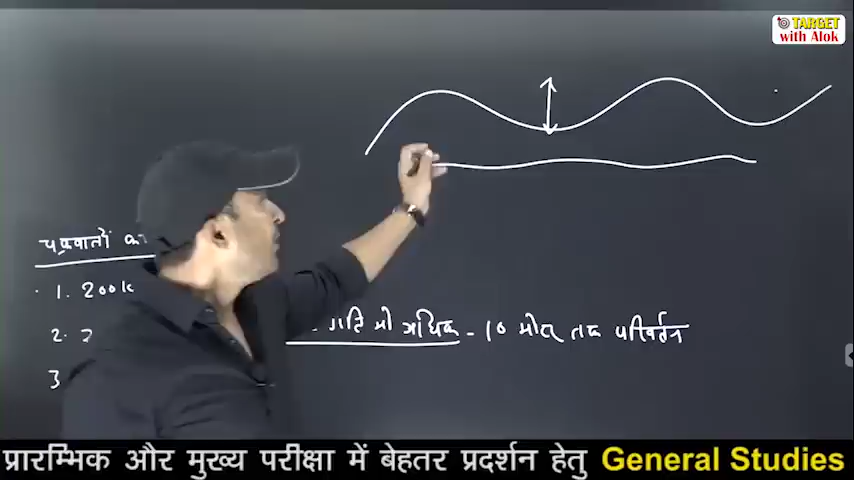 TARGET
with Alok
चक्रवातों का
1. 200k
2. 2
गति भी अधिक - 10 मीटर तक परिवर्तन
3
प्रारम्भिक और मुख्य परीक्षा में बेहतर प्रदर्शन हेतु General Studies